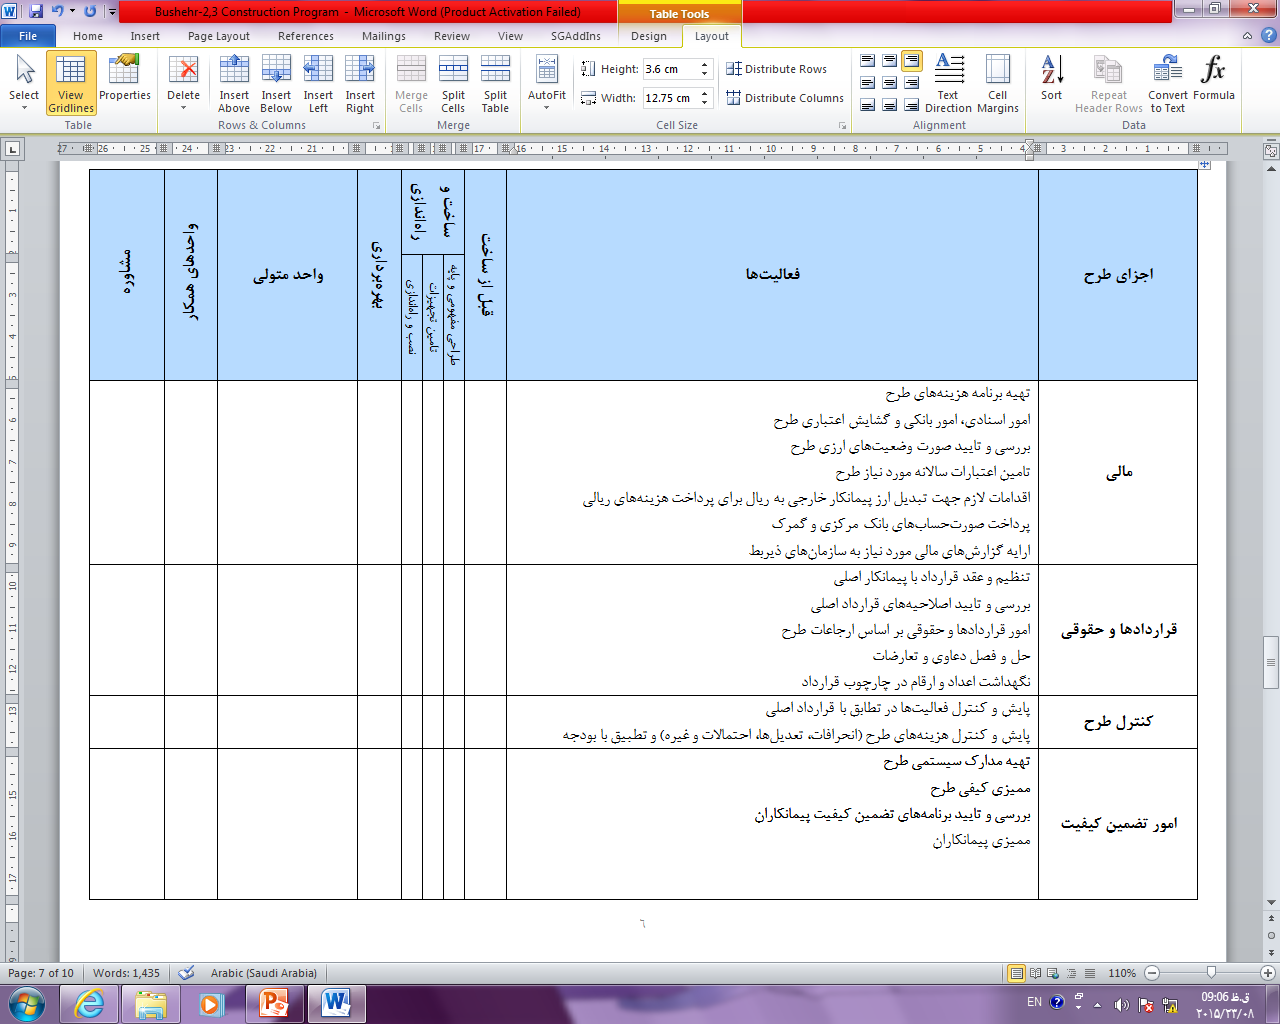 Bushehr-2,3 Construction Program - Microsoft Word (Product Activation Failed)
Table Tools
File Home Insert Page Layout References Mailings Review View SGAddIns Design Layout
Select
View Gridlines
Properties
Table
Delete
Insert Above
Insert Below
Insert Left
Insert Right
Rows & Columns
Merge Cells
Split Cells
Split Table
Merge
AutoFit
Height: 3.6 cm
Width: 12.75 cm
Distribute Rows
Distribute Columns
Cell Size
Text Direction
Cell Margins
Alignment
Sort
Repeat Header Rows
Convert to Text
Formula
Data
اجزای طرح
فعالیت‌ها
قبل از ساخت
ساخت و راه‌اندازی
طراحی مفهومی و پایه
تامین تجهیزات
نصب و راه‌اندازی
بهره‌برداری
واحد متولی
واحدهای همکار
مشاوره
مالی
تهیه برنامه هزینه‌های طرح
امور اسنادی، امور بانکی و گشایش اعتباری طرح
بررسی و تایید صورت وضعیت‌های ارزی طرح
تامین اعتبارات سالانه مورد نیاز طرح
اقدامات لازم جهت تبدیل ارز پیمانکار خارجی به ریال برای پرداخت هزینه‌های ریالی
پرداخت صورت‌حساب‌های بانک مرکزی و گمرک
ارایه گزارش‌های مالی مورد نیاز به سازمان‌های ذیربط
قراردادها و حقوقی
تنظیم و عقد قرارداد با پیمانکار اصلی
بررسی و تایید اصلاحیه‌های قرارداد اصلی
امور قراردادها و حقوقی بر اساس ارجاعات طرح
حل و فصل دعاوی و تعارضات
نگهداشت اعداد و ارقام در چارچوب قرارداد
کنترل طرح
پایش و کنترل فعالیت‌ها در تطابق با قرارداد اصلی
پایش و کنترل هزینه‌های طرح (انحرافات، تعدیل‌ها، احتمالات و غیره) و تطبیق با بودجه
امور تضمین کیفیت
تهیه مدارک سیستمی طرح
ممیزی کیفی طرح
بررسی و تایید برنامه‌های تضمین کیفیت پیمانکاران
ممیزی پیمانکاران
٦
Page: 7 of 10 Words: 1,435 Arabic (Saudi Arabia) 110%
EN
09:06 ق.ظ
٢٠١٥/٢٣/٠٨